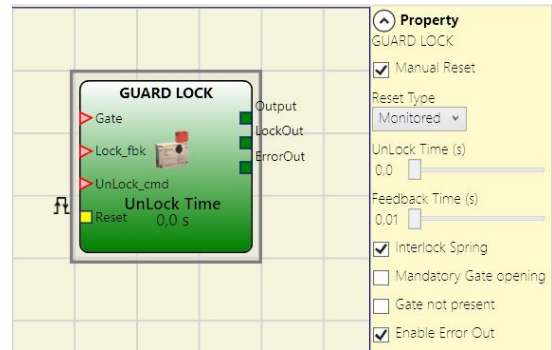 GUARD LOCK
Gate
Lock_fbk
UnLock_cmd
Reset
UnLock Time
0,0 s
Output
LockOut
ErrorOut
Property
GUARD LOCK
Manual Reset
Reset Type
Monitored
UnLock Time (s)
0,0
Feedback Time (s)
0,01
Interlock Spring
Mandatory Gate opening
Gate not present
Enable Error Out